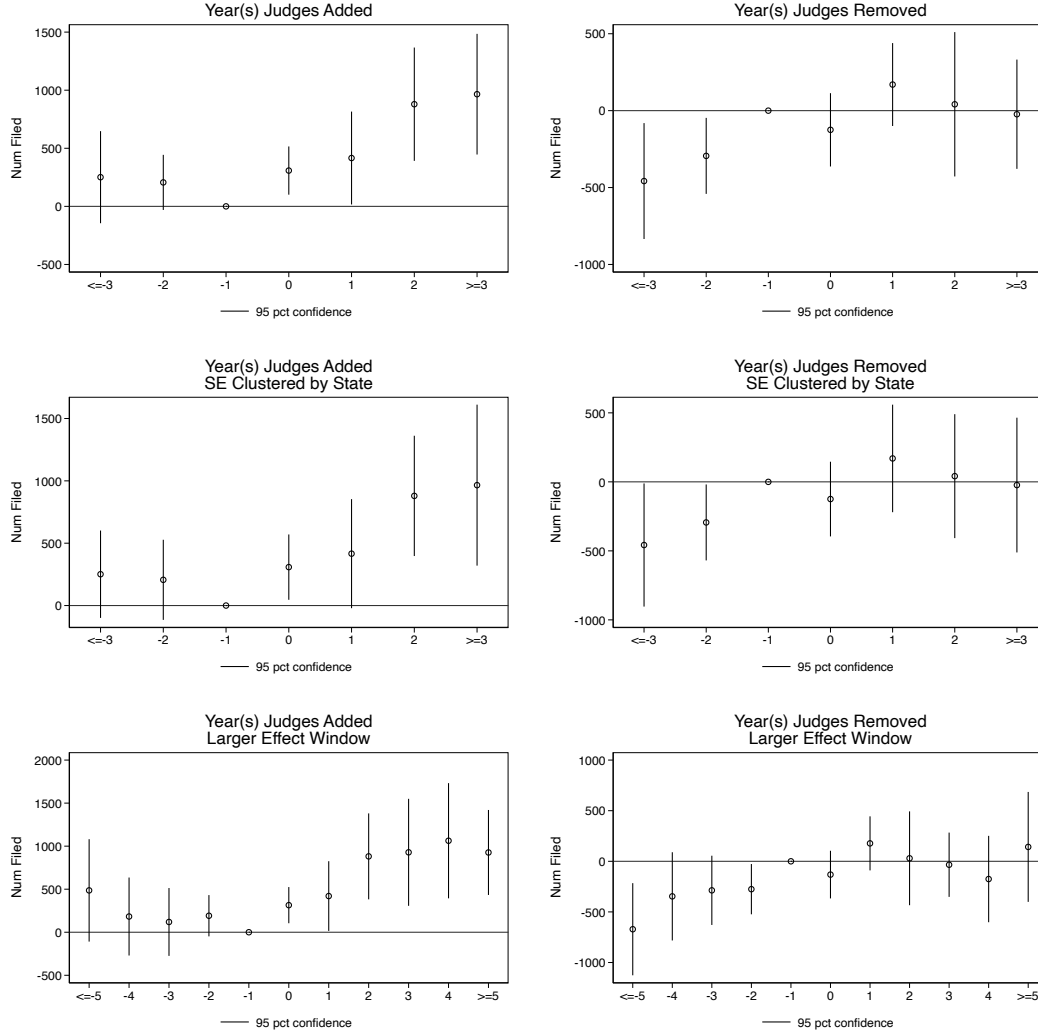 Year(s) Judges Added
1500
1000
500
0
-500
Num Filed
<=-3 -2 -1 0 1 2 >=3
95 pct confidence
Year(s) Judges Removed
500
0
-500
-1000
Num Filed
<=-3 -2 -1 0 1 2 >=3
95 pct confidence
Year(s) Judges Added
SE Clustered by State
1500
1000
500
0
Num Filed
<=-3 -2 -1 0 1 2 >=3
95 pct confidence
Year(s) Judges Removed
SE Clustered by State
500
0
-500
-1000
Num Filed
<=-3 -2 -1 0 1 2 >=3
95 pct confidence
Year(s) Judges Added
Larger Effect Window
2000
1500
1000
500
0
-500
Num Filed
<=-5 -4 -3 -2 -1 0 1 2 3 4 >=5
95 pct confidence
Year(s) Judges Removed
Larger Effect Window
1000
500
0
-500
-1000
Num Filed
<=-5 -4 -3 -2 -1 0 1 2 3 4 >=5
95 pct confidence